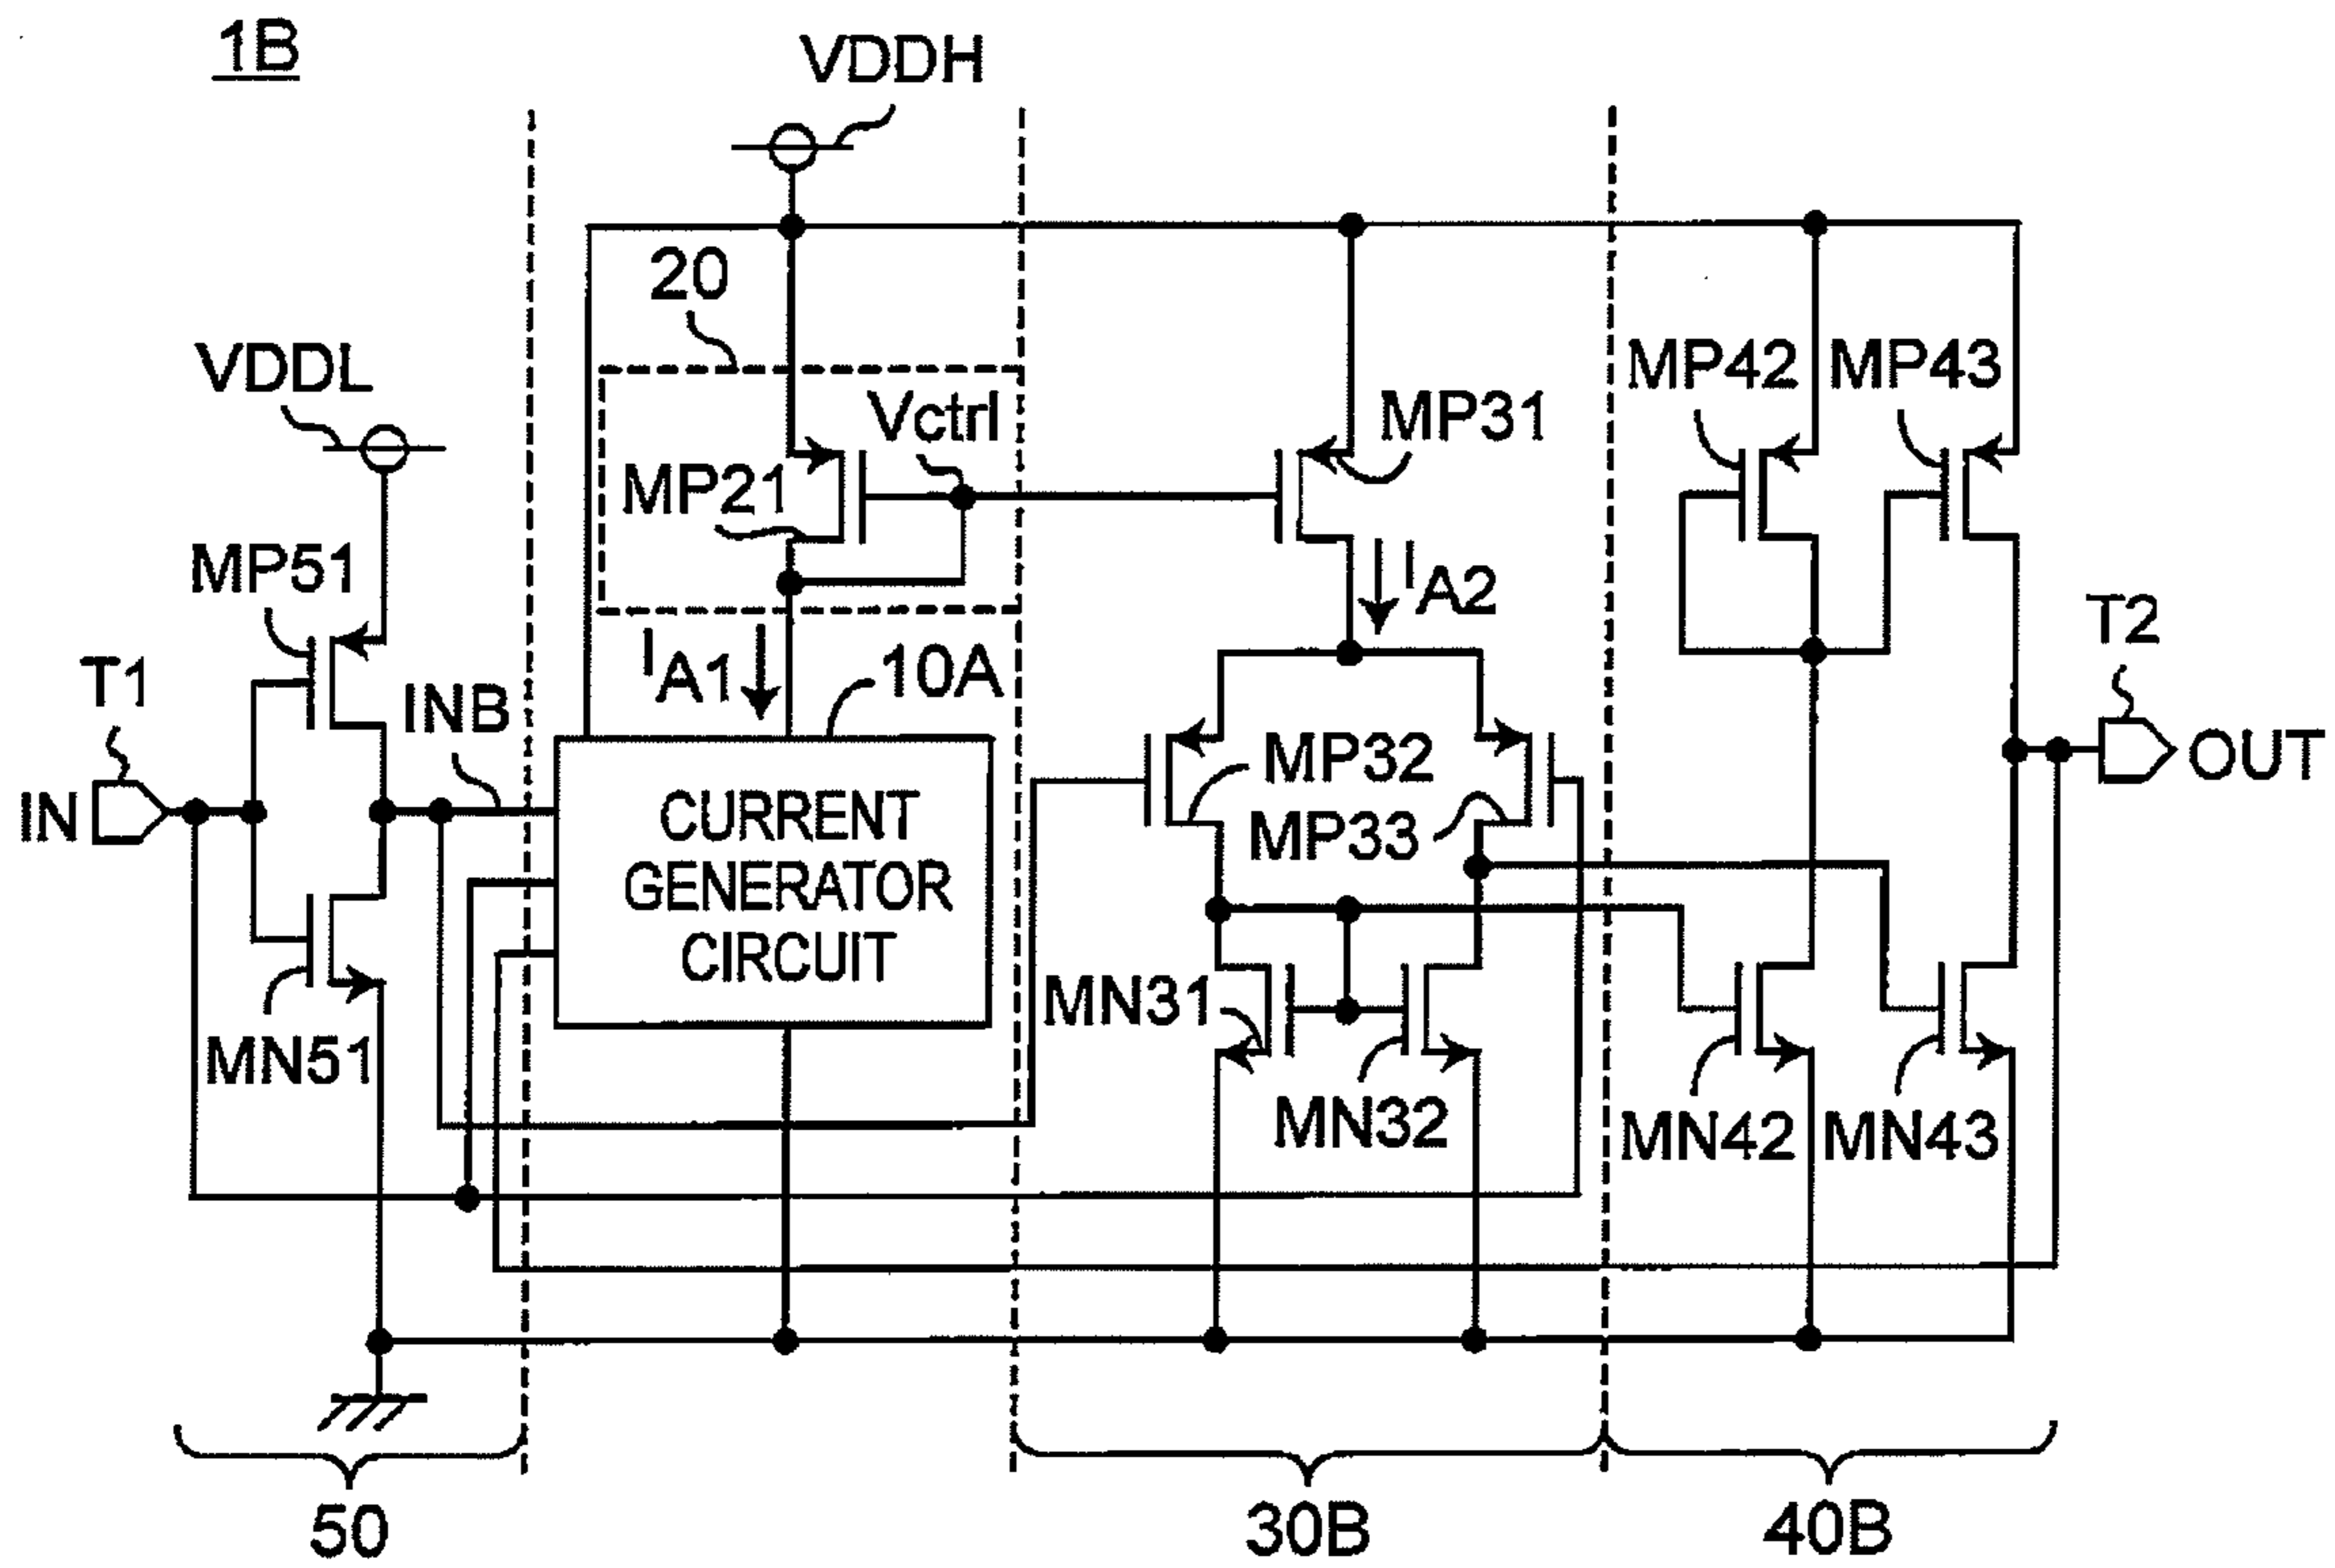 1B
VDDH
20
VDDL
MP42
MP43
Vctrl
MP31
MP21
MP51
IA2
T2
T1
IA1
10A
INB
IN
OUT
MP32
MP33
CURRENT
GENERATOR
CIRCUIT
MN31
MN51
MN32
MN42
MN43
50
30B
40B